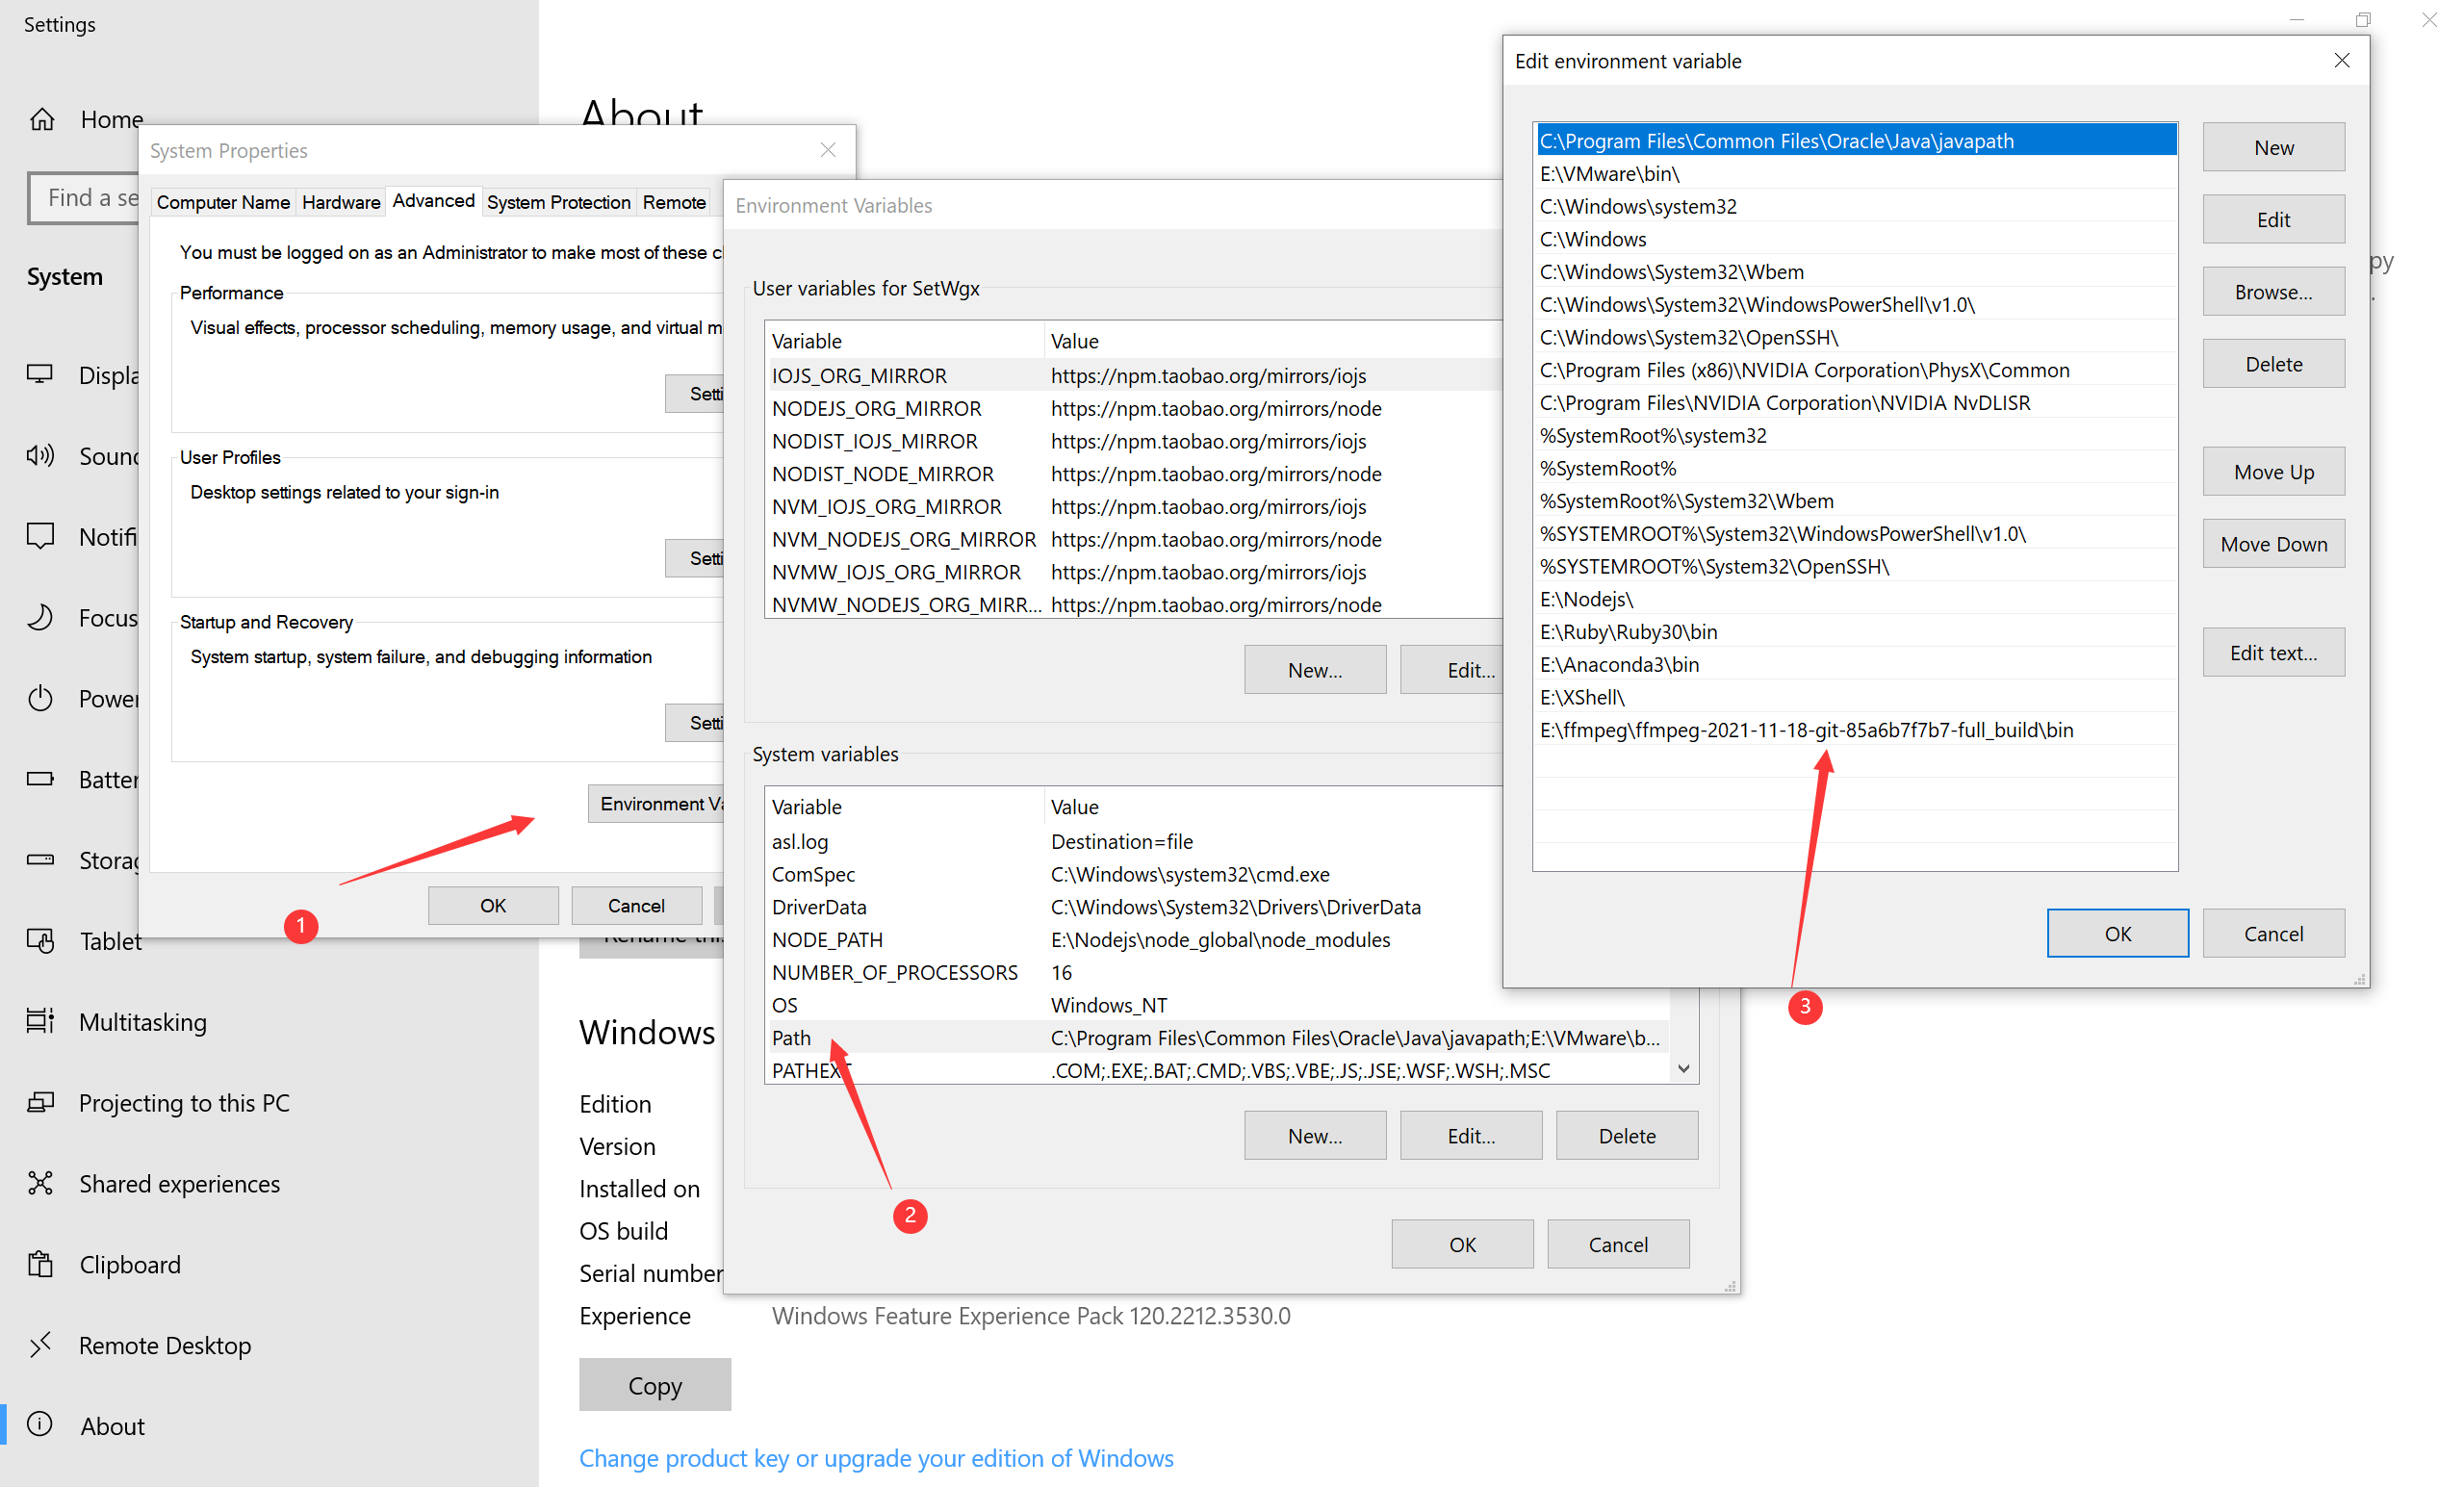 Settings
Home
Find a se
System
Displa
Sound
Notifi
Focus
Power
Batter
Storag
Tablet
Multitasking
Projecting to this PC
Shared experiences
Clipboard
Remote Desktop
About
About
py
Windows
Edition
Version
Installed on
OS build
Serial number
Experience
Windows Feature Experience Pack 120.2212.3530.0
Copy
Change product key or upgrade your edition of Windows
System Properties
Computer Name
Hardware
Advanced
System Protection
Remote
You must be logged on as an Administrator to make most of these c
Performance
Visual effects, processor scheduling, memory usage, and virtual m
Setti
User Profiles
Desktop settings related to your sign-in
Setti
Startup and Recovery
System startup, system failure, and debugging information
Setti
Environment Va
OK
Cancel
1
Environment Variables
User variables for SetWgx
Variable Value
IOJS_ORG_MIRROR https://npm.taobao.org/mirrors/iojs
NODEJS_ORG_MIRROR https://npm.taobao.org/mirrors/node
NODIST_IOJS_MIRROR https://npm.taobao.org/mirrors/iojs
NODIST_NODE_MIRROR https://npm.taobao.org/mirrors/node
NVM_IOJS_ORG_MIRROR https://npm.taobao.org/mirrors/iojs
NVM_NODEJS_ORG_MIRROR https://npm.taobao.org/mirrors/node
NVMW_IOJS_ORG_MIRROR https://npm.taobao.org/mirrors/iojs
NVMW_NODEJS_ORG_MIRR... https://npm.taobao.org/mirrors/node
New...
Edit...
System variables
Variable Value
asl.log Destination=file
ComSpec C:\Windows\system32\cmd.exe
DriverData C:\Windows\System32\Drivers\DriverData
NODE_PATH E:\Nodejs\node_global\node_modules
NUMBER_OF_PROCESSORS 16
OS Windows_NT
Path C:\Program Files\Common Files\Oracle\Java\javapath;E:\VMware\b...
PATHEXT .COM;.EXE;.BAT;.CMD;.VBS;.VBE;.JS;.JSE;.WSF;.WSH;.MSC
New...
Edit...
Delete
2
OK
Cancel
Edit environment variable
C:\Program Files\Common Files\Oracle\Java\javapath
E:\VMware\bin\
C:\Windows\system32
C:\Windows
C:\Windows\System32\Wbem
C:\Windows\System32\WindowsPowerShell\v1.0\
C:\Windows\System32\OpenSSH\
C:\Program Files (x86)\NVIDIA Corporation\PhysX\Common
C:\Program Files\NVIDIA Corporation\NVIDIA NvDLISR
%SystemRoot%\system32
%SystemRoot%
%SystemRoot%\System32\Wbem
%SYSTEMROOT%\System32\WindowsPowerShell\v1.0\
%SYSTEMROOT%\System32\OpenSSH\
E:\Nodejs\
E:\Ruby\Ruby30\bin
E:\Anaconda3\bin
E:\XShell\
E:\ffmpeg\ffmpeg-2021-11-18-git-85a6b7f7b7-full_build\bin
New
Edit
Browse...
Delete
Move Up
Move Down
Edit text...
OK
Cancel
3